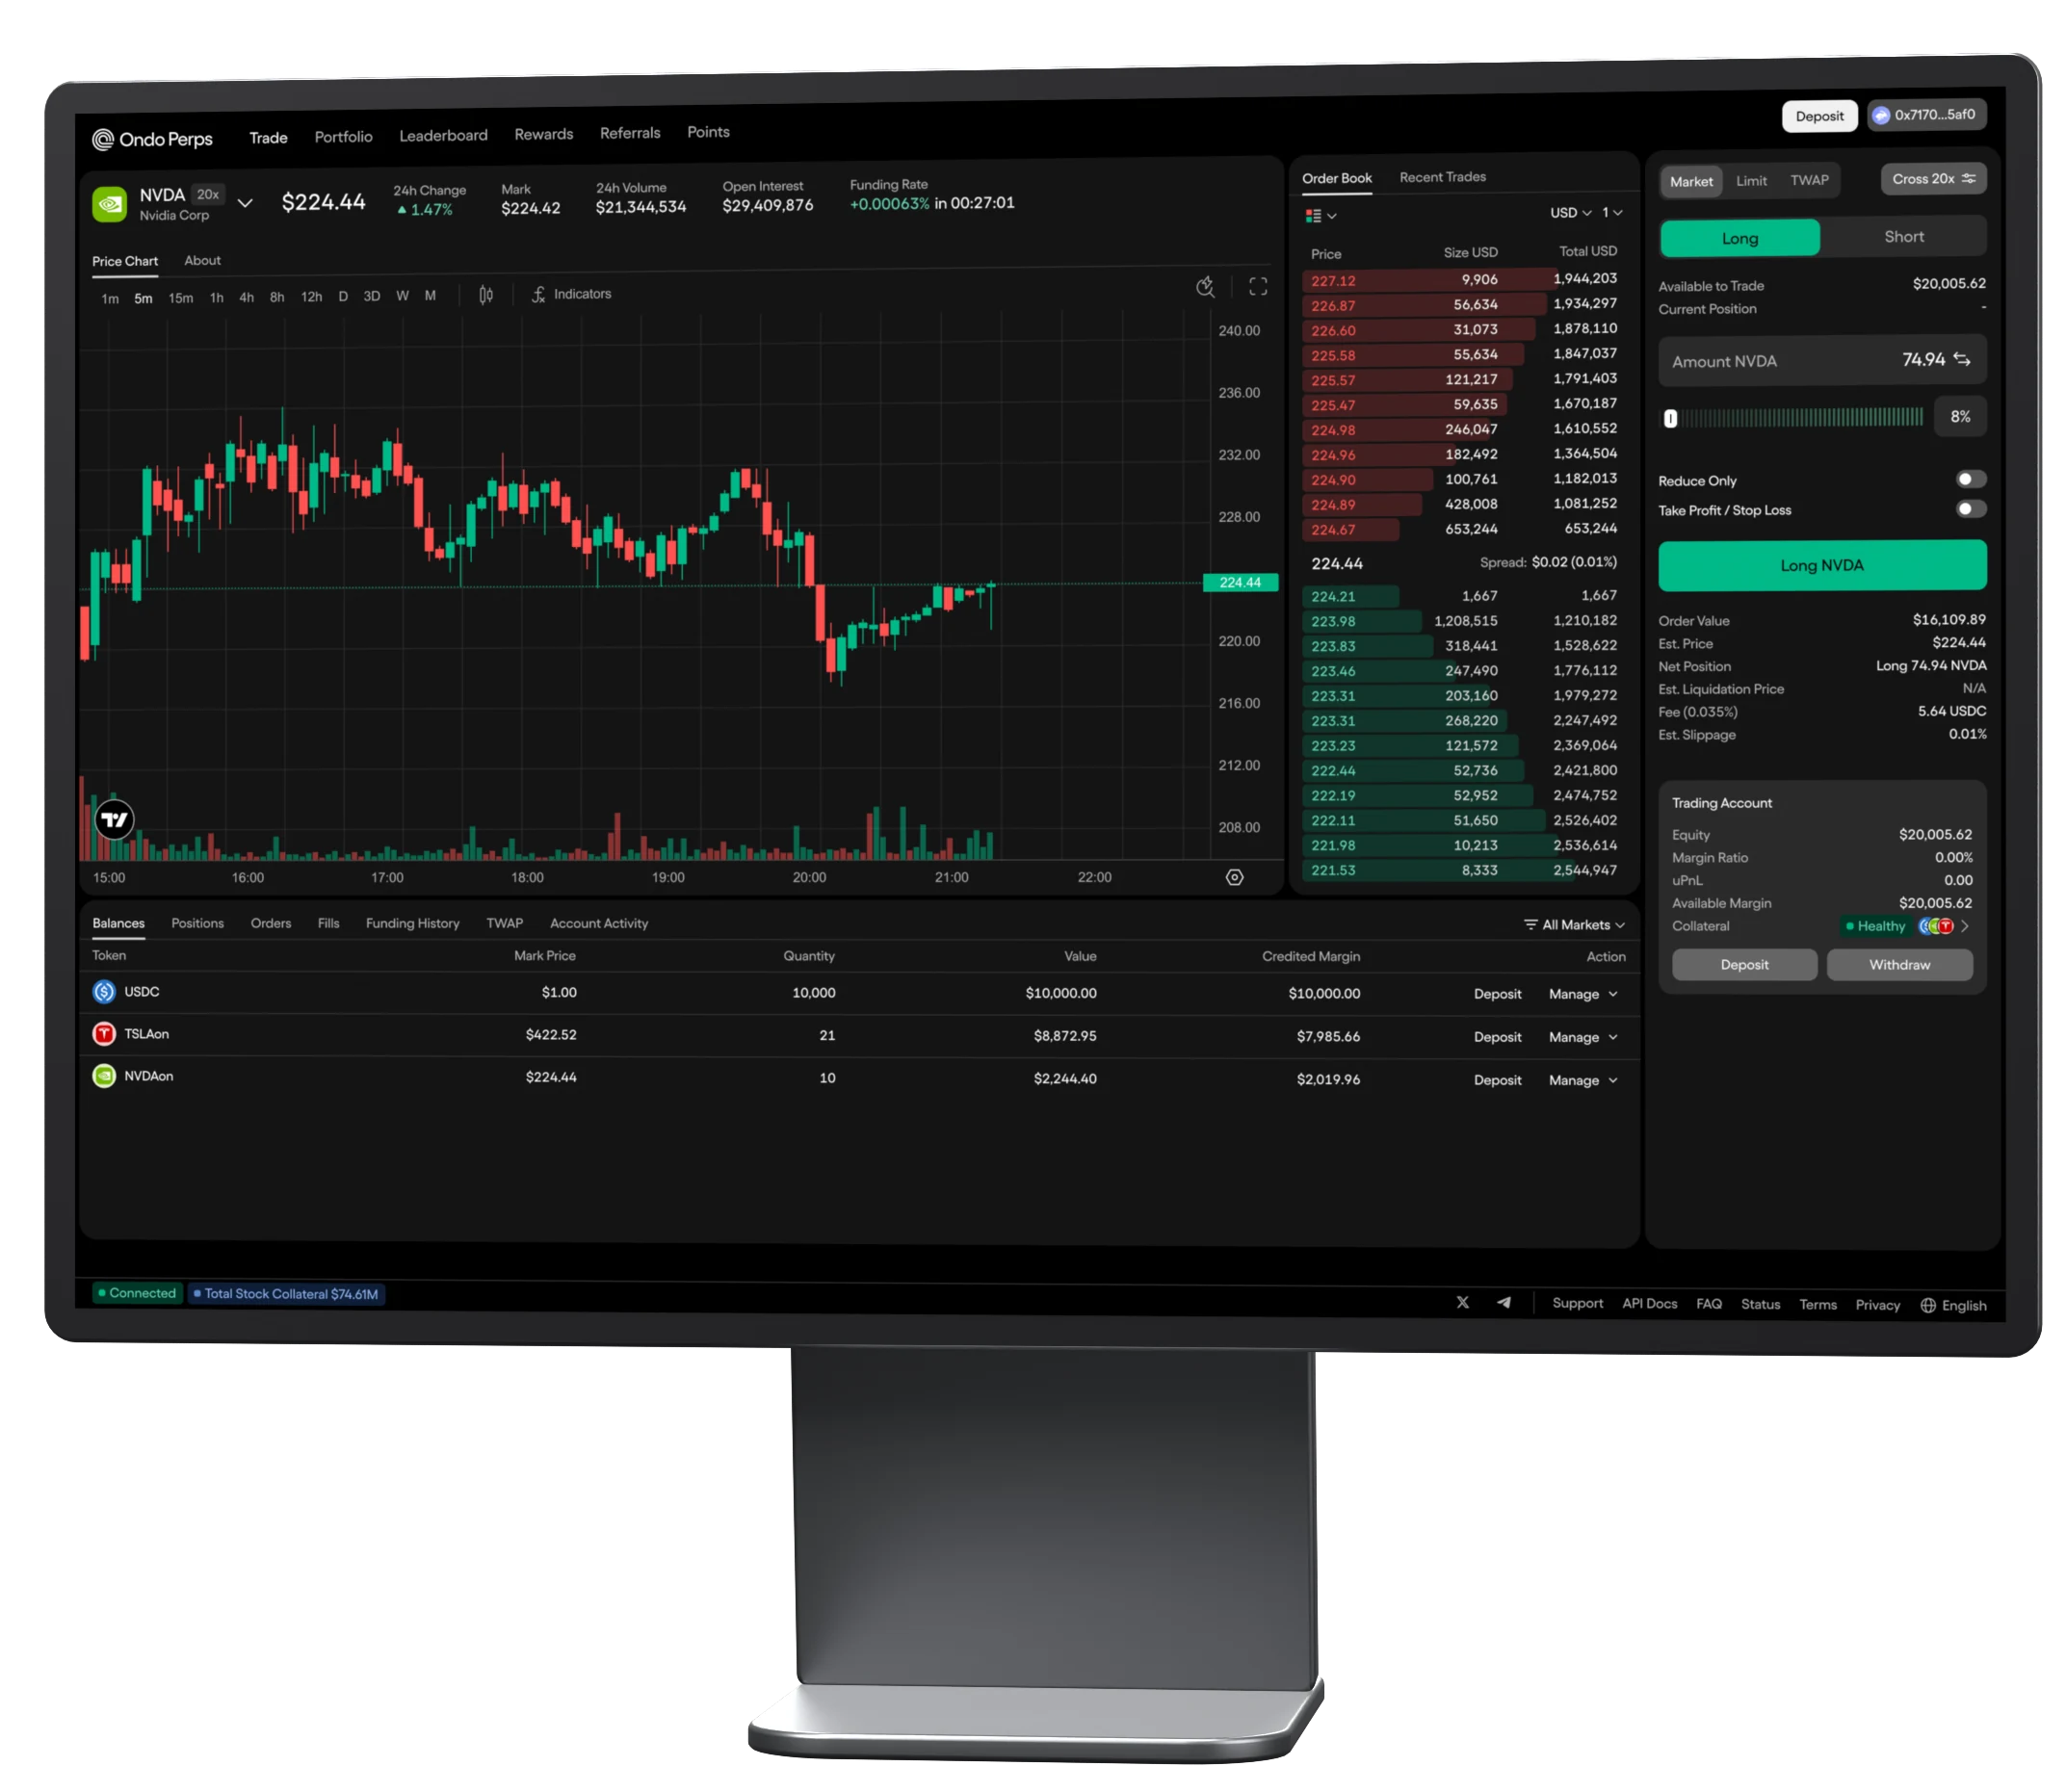 Ondo Perps Trade Portfolio Leaderboard Rewards Referrals Points Deposit 0x7170...5af0
NVDA 20x
Nvidia Corp
$224.44
24h Change
1.47%
Mark
$224.42
24h Volume
$21,344,534
Open Interest
$29,409,876
Funding Rate
+0.00063% in 00:27:01
Price Chart About
1m 5m 15m 1h 4h 8h 12h D 3D W M Indicators
240.00
236.00
232.00
228.00
224.44
220.00
216.00
212.00
208.00
15:00 16:00 17:00 18:00 19:00 20:00 21:00 22:00
Order Book Recent Trades
USD 1
Price Size USD Total USD
227.12 9,906 1,944,203
226.87 56,634 1,934,297
226.60 31,073 1,878,110
225.58 55,634 1,847,037
225.57 121,217 1,791,403
225.47 59,635 1,670,187
224.98 246,047 1,610,552
224.96 182,492 1,364,504
224.90 100,761 1,182,013
224.89 428,008 1,081,252
224.67 653,244 653,244
224.44 Spread: $0.02 (0.01%)
224.21 1,667 1,667
223.98 1,208,515 1,210,182
223.83 318,441 1,528,622
223.46 247,490 1,776,112
223.31 203,160 1,979,272
223.31 268,220 2,247,492
223.23 121,572 2,369,064
222.44 52,736 2,421,800
222.19 52,952 2,474,752
222.11 51,650 2,526,402
221.98 10,213 2,536,614
221.53 8,333 2,544,947
Market Limit TWAP Cross 20x
Long Short
Available to Trade $20,005.62
Current Position -
Amount NVDA 74.94
8%
Reduce Only
Take Profit / Stop Loss
Long NVDA
Order Value $16,109.89
Est. Price $224.44
Net Position Long 74.94 NVDA
Est. Liquidation Price N/A
Fee (0.035%) 5.64 USDC
Est. Slippage 0.01%
Trading Account
Equity $20,005.62
Margin Ratio 0.00%
uPnL 0.00
Available Margin $20,005.62
Collateral Healthy
Deposit Withdraw
Balances Positions Orders Fills Funding History TWAP Account Activity All Markets
Token Mark Price Quantity Value Credited Margin Action
USDC $1.00 10,000 $10,000.00 $10,000.00 Deposit Manage
TSLAon $422.52 21 $8,872.95 $7,985.66 Deposit Manage
NVDAon $224.44 10 $2,244.40 $2,019.96 Deposit Manage
Connected Total Stock Collateral $74.61M
Support API Docs FAQ Status Terms Privacy English